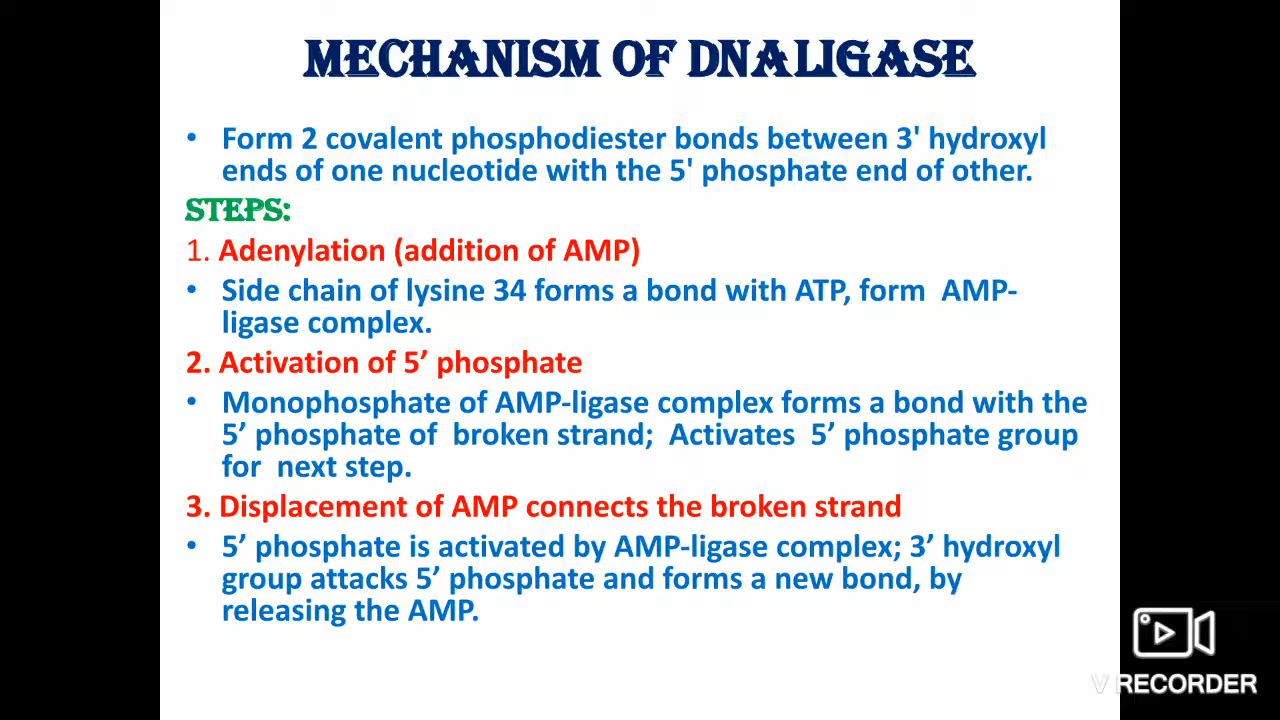 MECHANISM OF DNALIGASE
• Form 2 covalent phosphodiester bonds between 3' hydroxyl
ends of one nucleotide with the 5' phosphate end of other.
STEPS:
1. Adenylation (addition of AMP)
• Side chain of lysine 34 forms a bond with ATP, form AMP-
ligase complex.
2. Activation of 5’ phosphate
• Monophosphate of AMP-ligase complex forms a bond with the
5’ phosphate of broken strand; Activates 5’ phosphate group
for next step.
3. Displacement of AMP connects the broken strand
• 5’ phosphate is activated by AMP-ligase complex; 3’ hydroxyl
group attacks 5’ phosphate and forms a new bond, by
releasing the AMP.
V RECORDER